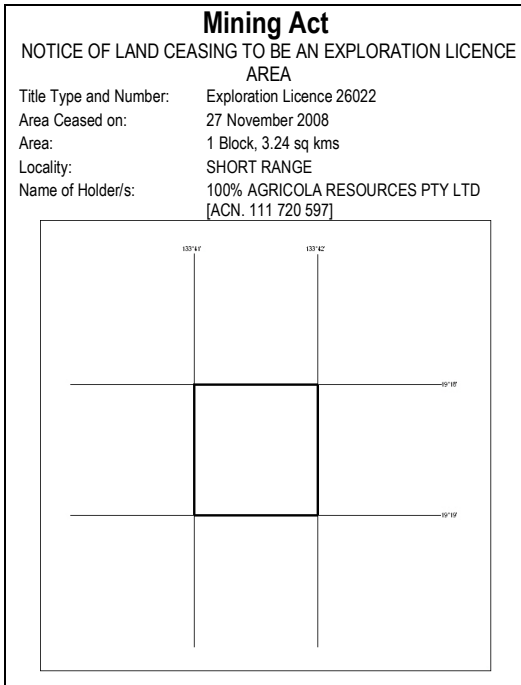 Mining Act
NOTICE OF LAND CEASING TO BE AN EXPLORATION LICENCE
AREA
Title Type and Number: Exploration Licence 26022
Area Ceased on: 27 November 2008
Area: 1 Block, 3.24 sq kms
Locality: SHORT RANGE
Name of Holder/s: 100% AGRICOLA RESOURCES PTY LTD
[ACN. 111 720 597]
133°41' 133°42'
19°18'
19°19'